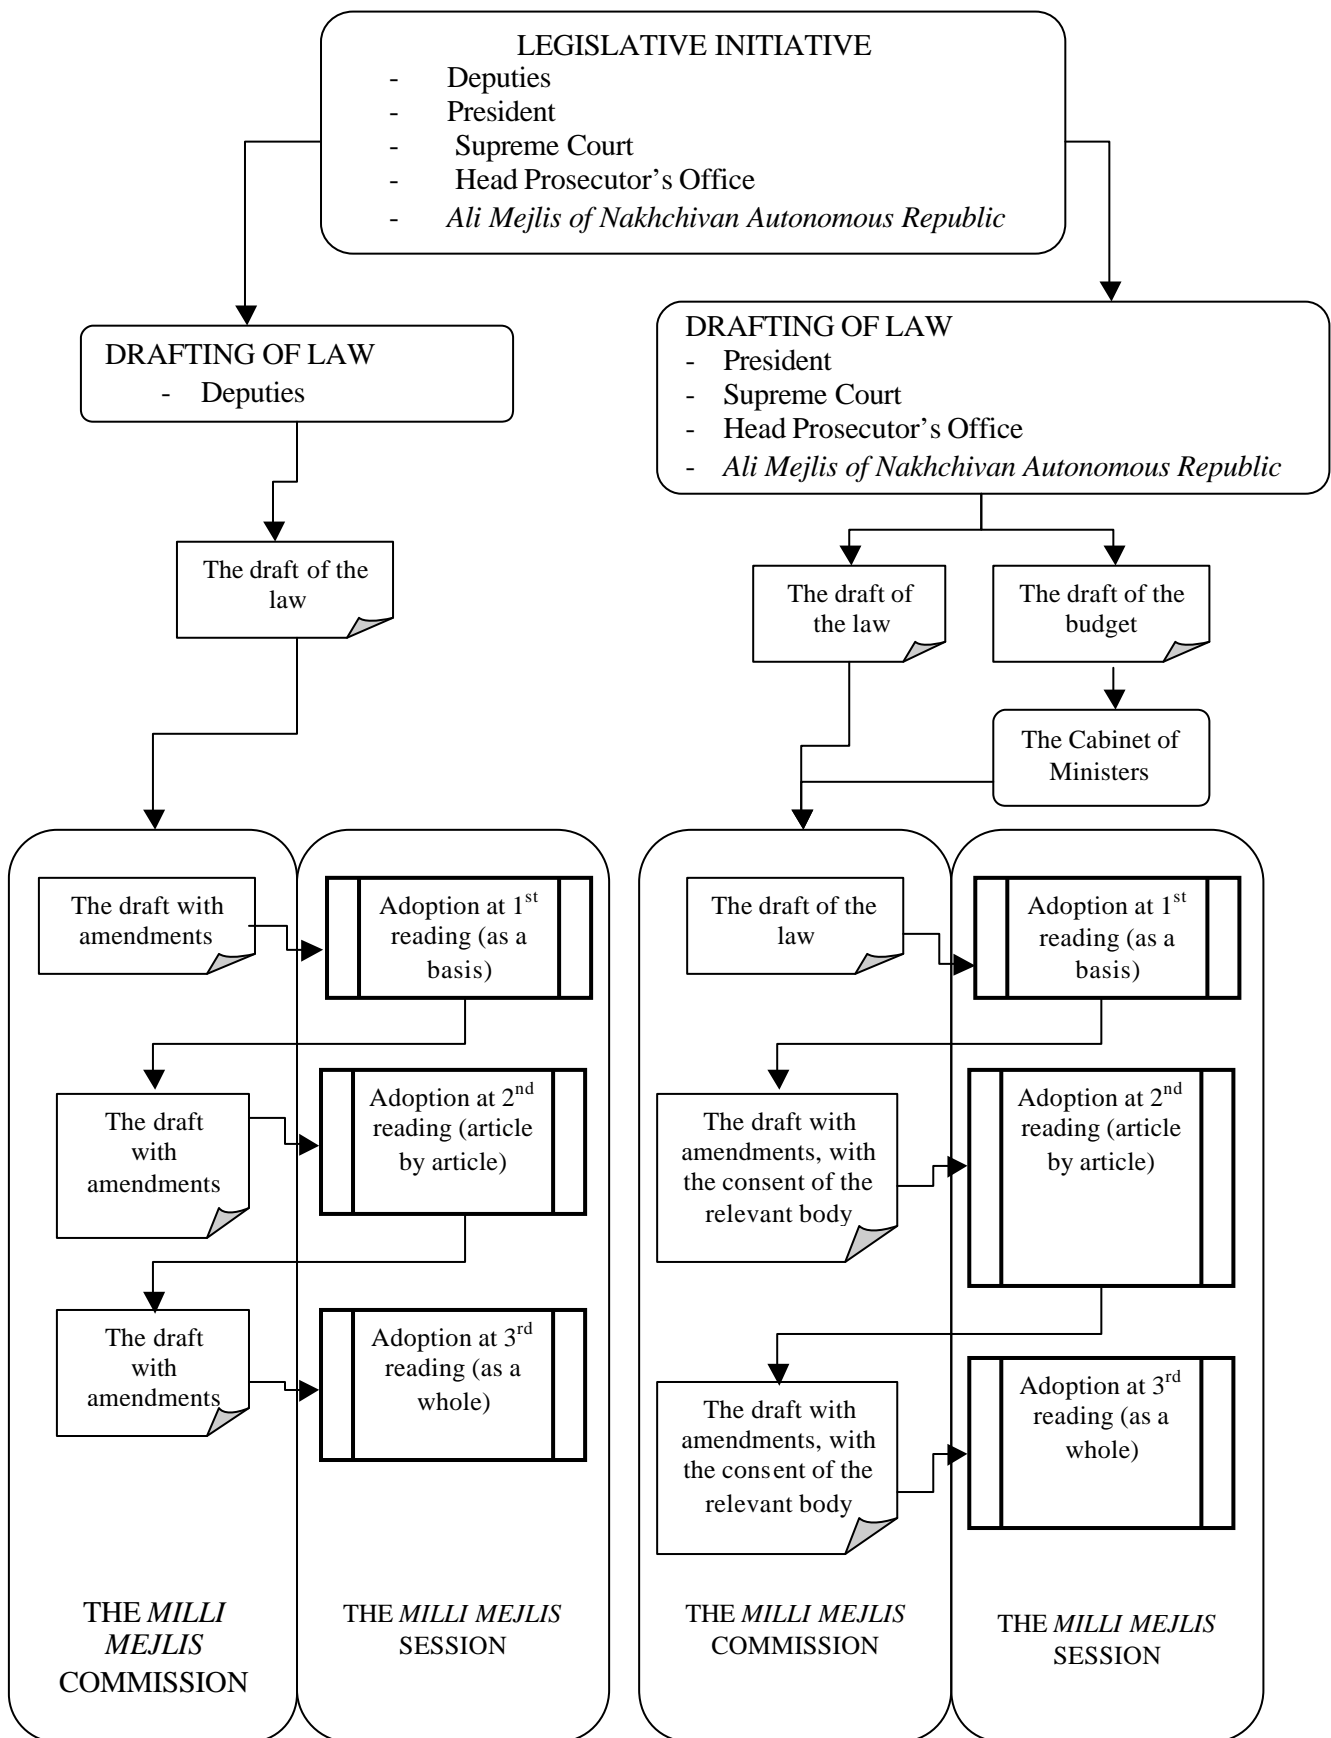 LEGISLATIVE INITIATIVE
- Deputies
- President
- Supreme Court
- Head Prosecutor's Office
- Ali Mejlis of Nakhchivan Autonomous Republic
DRAFTING OF LAW
- Deputies
DRAFTING OF LAW
- President
- Supreme Court
- Head Prosecutor's Office
- Ali Mejlis of Nakhchivan Autonomous Republic
The draft of the
law
The draft of
the law
The draft of the
budget
The Cabinet of
Ministers
The draft with
amendments
Adoption at 1st
reading (as a
basis)
The draft
with
amendments
Adoption at 2nd
reading (article
by article)
The draft
with
amendments
Adoption at 3rd
reading (as a
whole)
THE MILLI
MEJLIS
COMMISSION
THE MILLI MEJLIS
SESSION
The draft of the
law
Adoption at 1st
reading (as a
basis)
The draft with
amendments, with
the consent of the
relevant body
Adoption at 2nd
reading (article
by article)
The draft with
amendments, with
the consent of the
relevant body
Adoption at 3rd
reading (as a
whole)
THE MILLI MEJLIS
COMMISSION
THE MILLI MEJLIS
SESSION